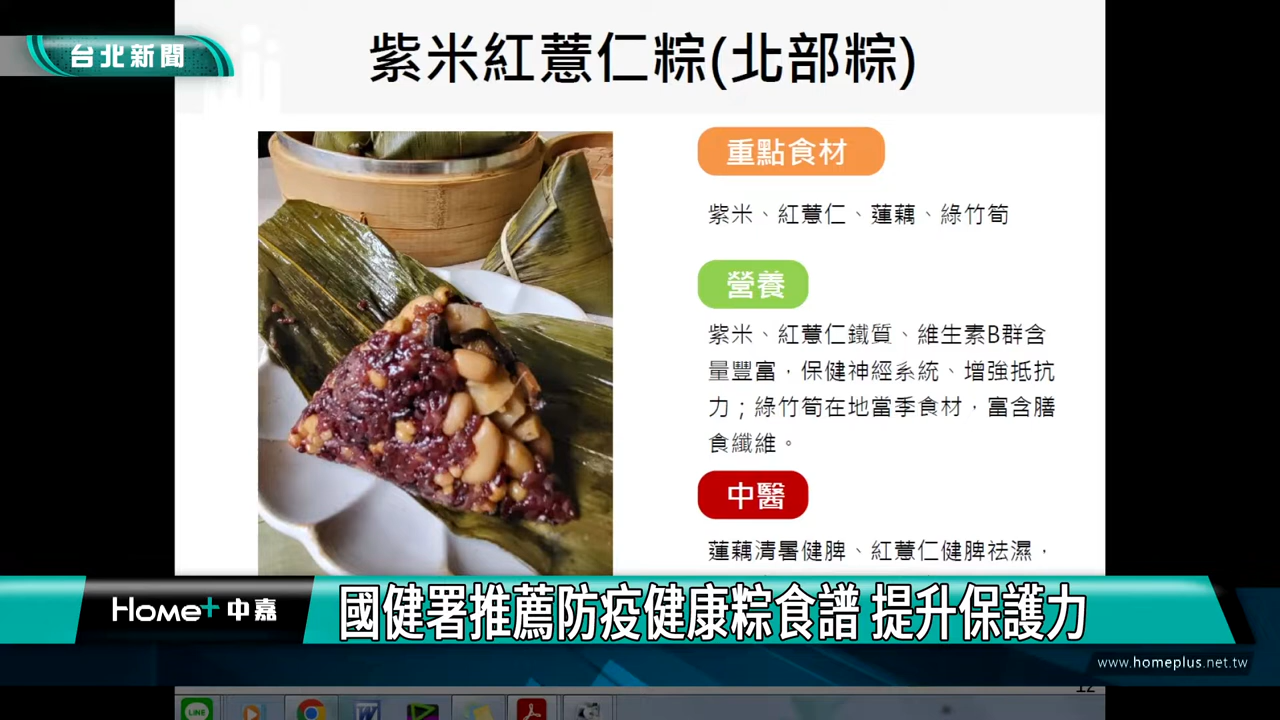 台北新聞
紫米紅薏仁粽(北部粽)
重點食材
紫米、紅薏仁、蓮藕、綠竹筍
營養
紫米、紅薏仁鐵質、維生素B群含
量豐富，保健神經系統、增強抵抗
力；綠竹筍在地當季食材，富含膳
食纖維。
中醫
蓮藕清暑健脾、紅薏仁健脾祛濕，
Home+中嘉
國健署推薦防疫健康粽食譜 提升保護力
www.homeplus.net.tw
12
LINE